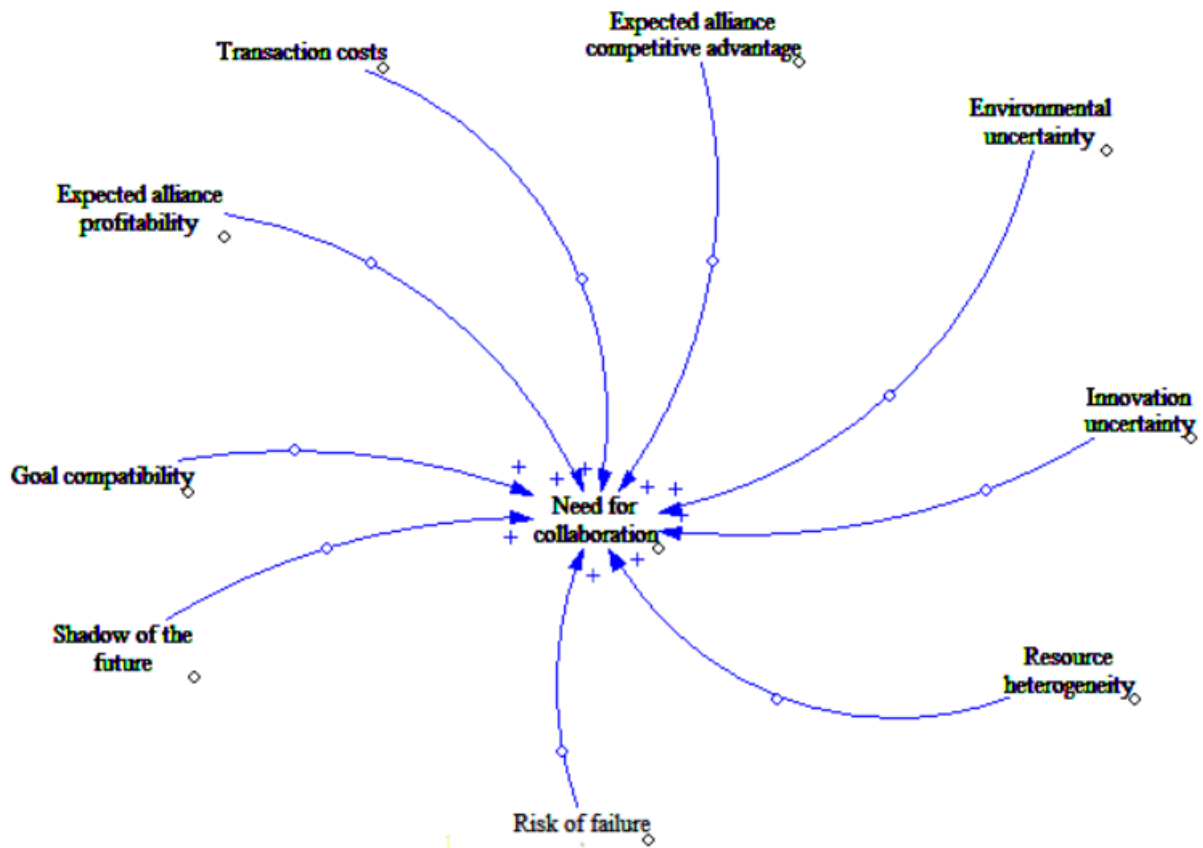 Expected alliance
competitive advantage
Transaction costs
Environmental
uncertainty
Expected alliance
profitability
Innovation
uncertainty
Goal compatibility
+ + + + +
Need for
collaboration
+
+ + +
Shadow of the
future
Resource
heterogeneity
Risk of failure